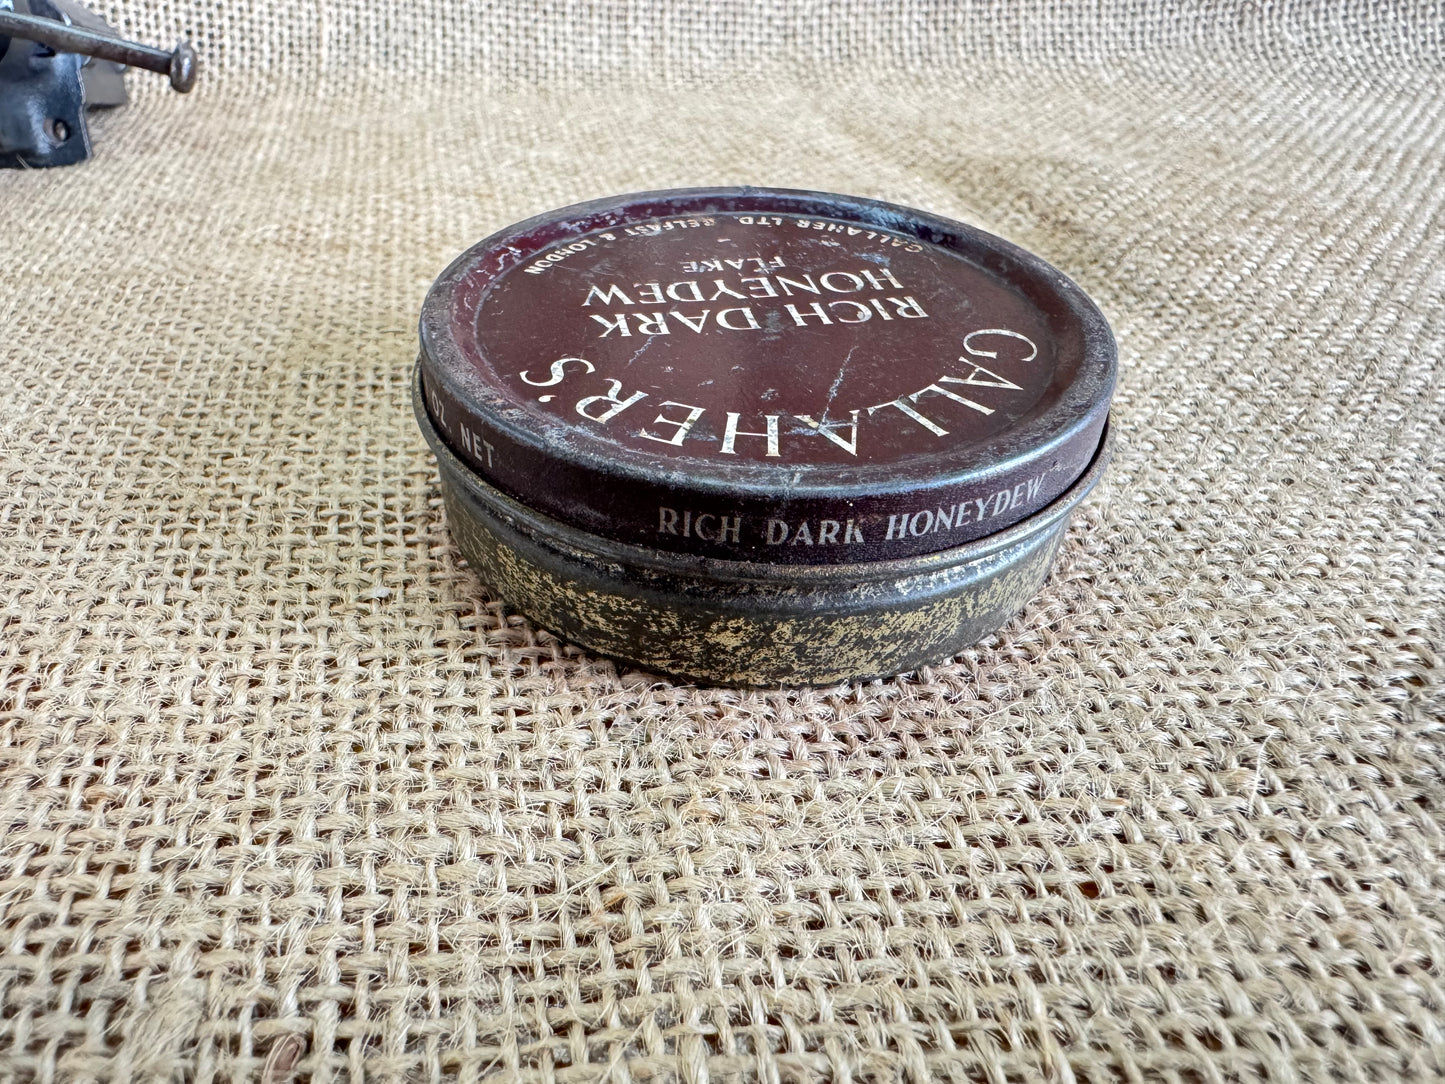 GALLAHER'S
RICH DARK
HONEYDEW
FLAKE
GALLAHER LTD. BELFAST & LONDON
OZ. NET
RICH DARK HONEYDEW